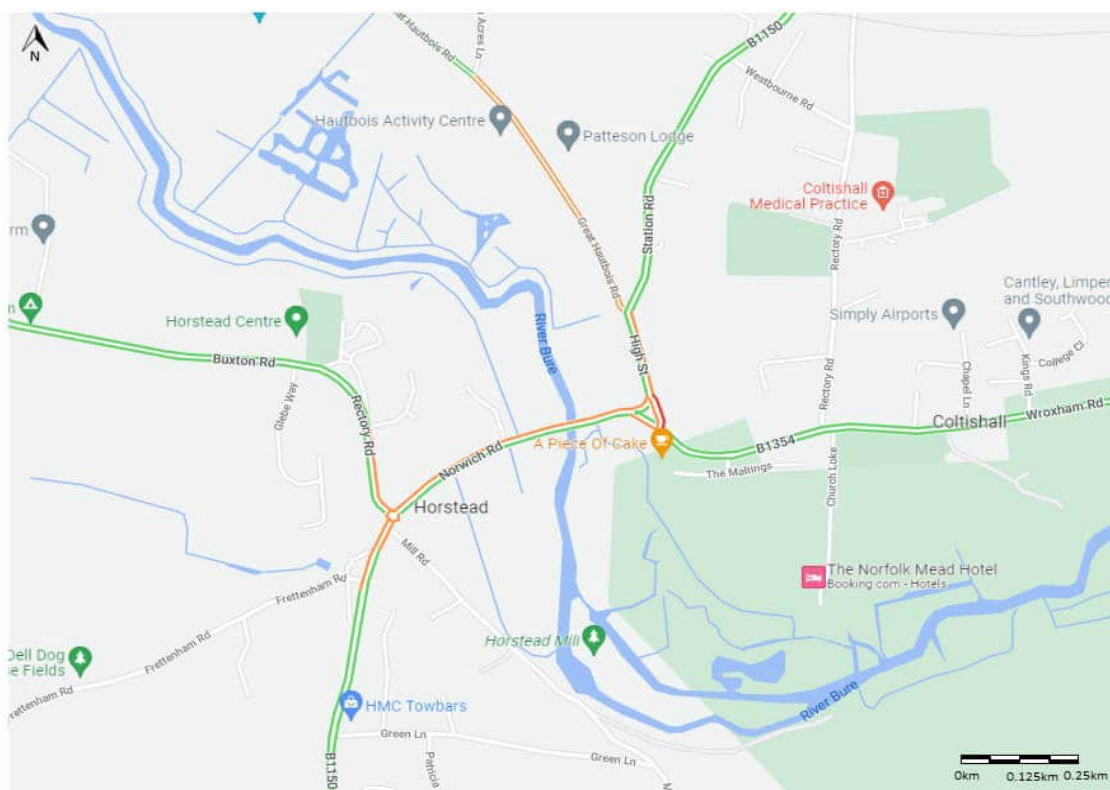 N
Great Hautbois Rd
Acres Ln
B1150
Westbourne Rd
Hautbois Activity Centre
Patteson Lodge
Coltishall
Medical Practice
Rectory Rd
Station Rd
Great Hautbois Rd
rm
Rectory Rd
Cantley, Limper
and Southwood
Simply Airports
n
Horstead Centre
River Bure
High St
Buxton Rd
Kings Rd
College Cl
Chapel Ln
Rectory Rd
Glebe Way
Wroxham Rd
Coltishall
A Piece Of Cake
B1354
Norwich Rd
The Maltings
Church Loke
Horstead
Mill Rd
Frettenham Rd
The Norfolk Mead Hotel
Booking.com - Hotels
Frettenham Rd
Horstead Mill
Dell Dog
ie Fields
Frettenham Rd
HMC Towbars
River Bure
Green Ln
B1150
Patricia
Green Ln
M
0km 0.125km 0.25km